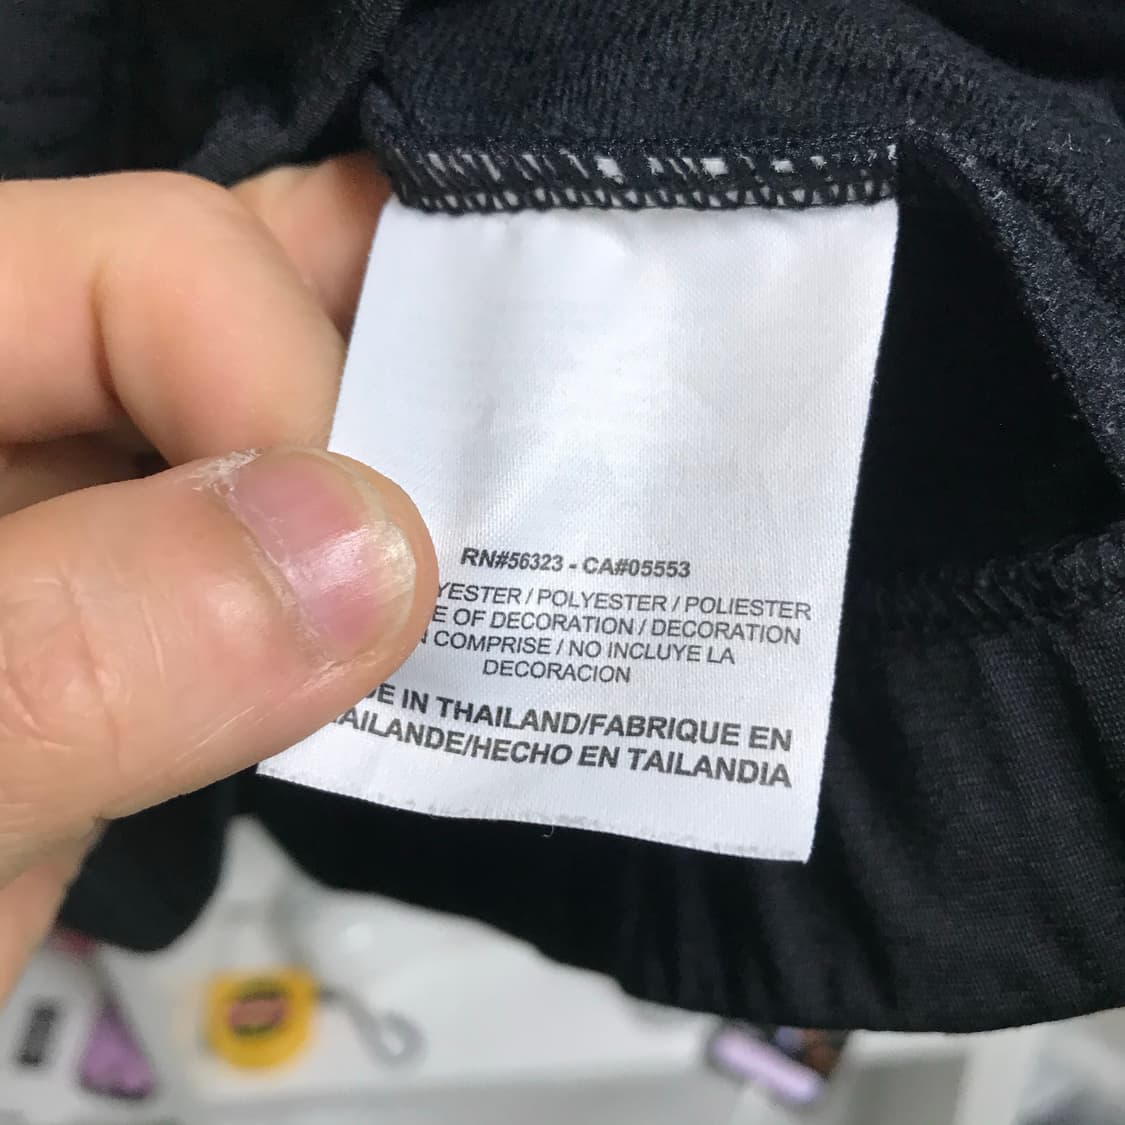 RN#56323 - CA#05553
YESTER / POLYESTER / POLIESTER
E OF DECORATION / DECORATION
COMPRISE / NO INCLUYE LA
DECORACION
DE IN THAILAND/FABRIQUE EN
AILANDE/HECHO EN TAILANDIA